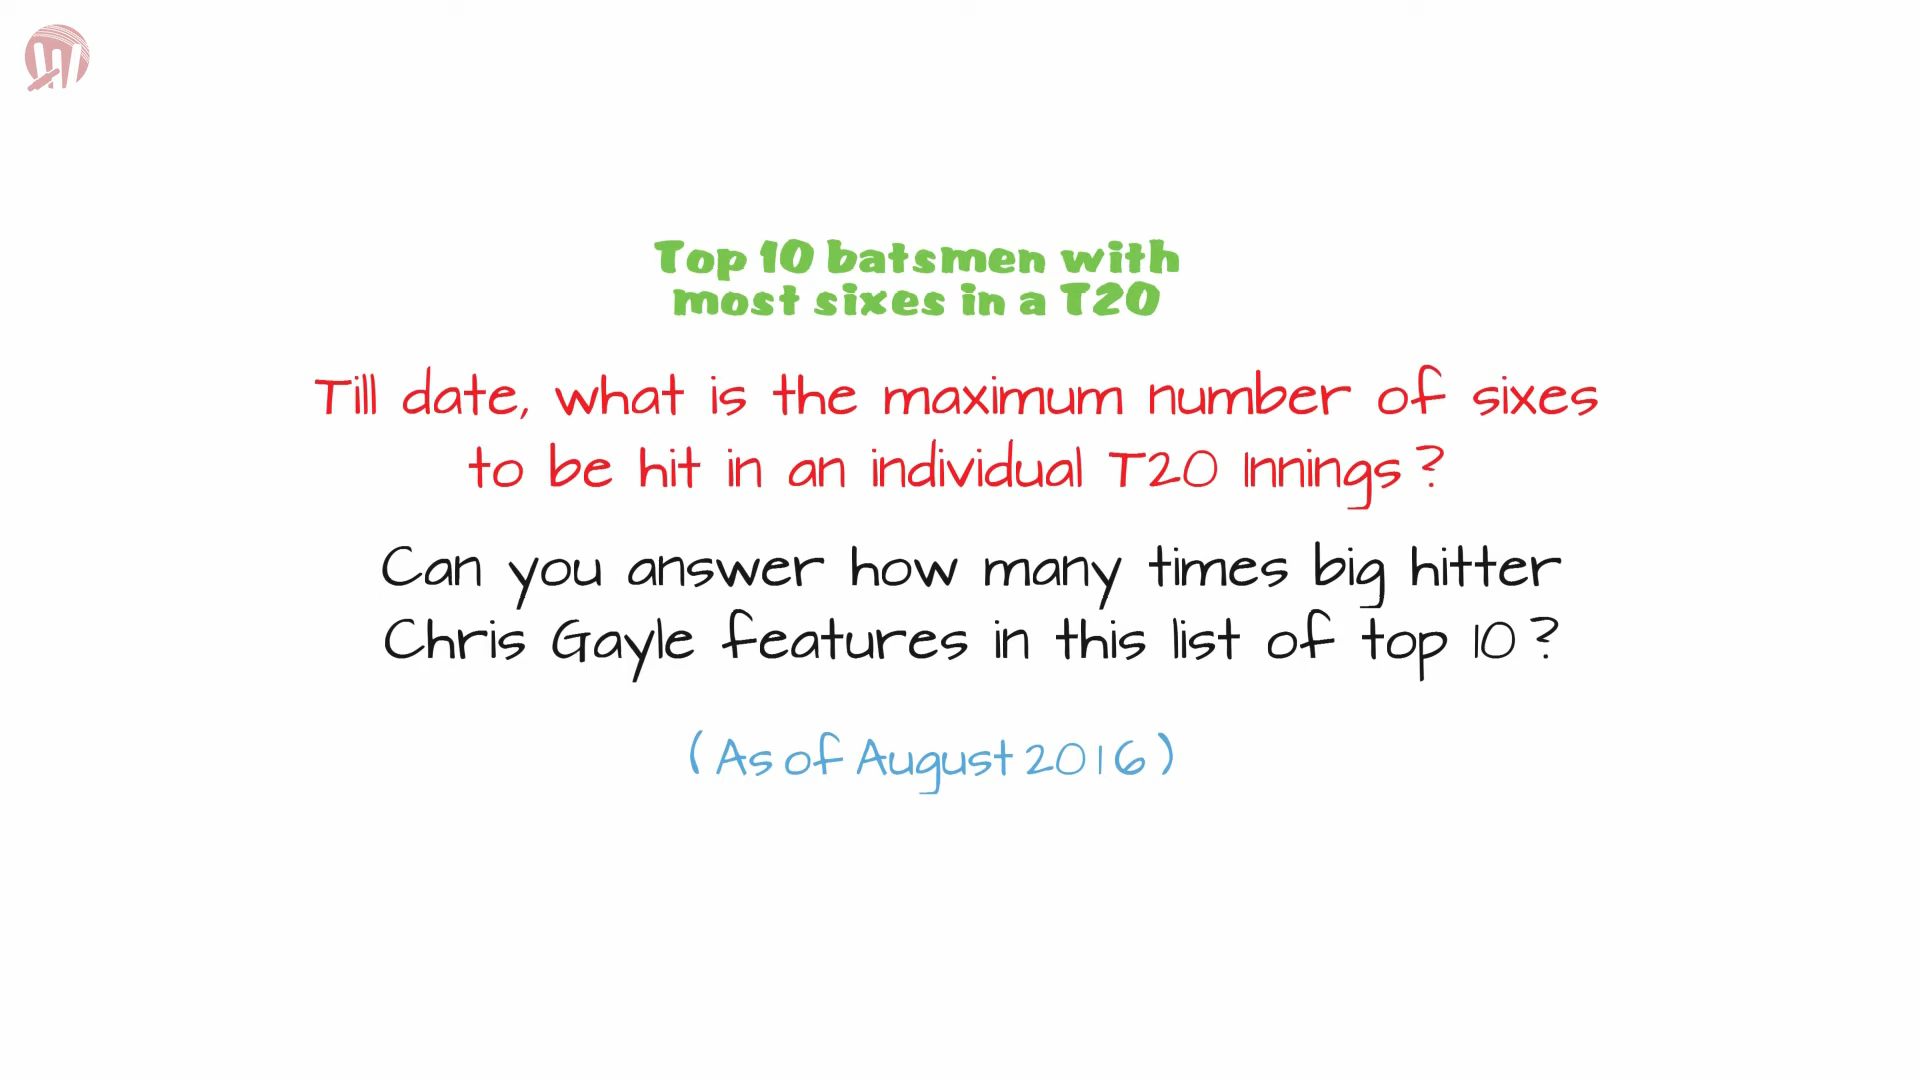 Top 10 batsmen with
most sixes in a T20
Till date, what is the maximum number of sixes
to be hit in an individual T20 Innings?
Can you answer how many times big hitter
Chris Gayle features in this list of top 10?
(As of August 2016)